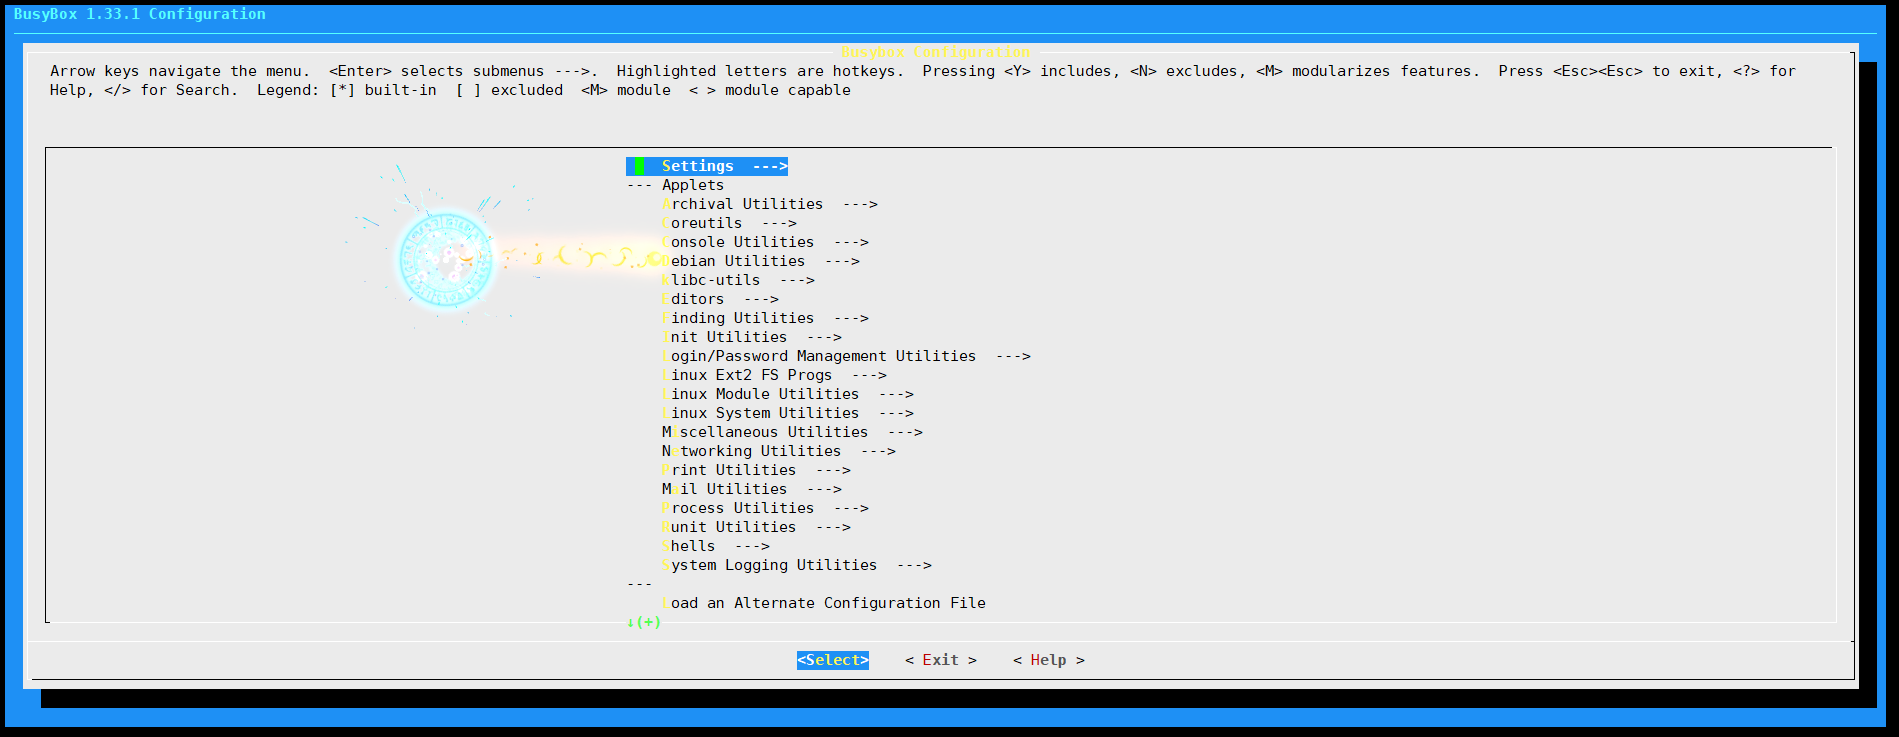 BusyBox 1.33.1 Configuration
Busybox Configuration
Arrow keys navigate the menu.  <Enter> selects submenus --->.  Highlighted letters are hotkeys.  Pressing <Y> includes, <N> excludes, <M> modularizes features.  Press <Esc><Esc> to exit, <?> for
Help, </> for Search.  Legend: [*] built-in  [ ] excluded  <M> module  < > module capable
Settings  --->
--- Applets
Archival Utilities  --->
Coreutils  --->
Console Utilities  --->
Debian Utilities  --->
klibc-utils  --->
Editors  --->
Finding Utilities  --->
Init Utilities  --->
Login/Password Management Utilities  --->
Linux Ext2 FS Progs  --->
Linux Module Utilities  --->
Linux System Utilities  --->
Miscellaneous Utilities  --->
Networking Utilities  --->
Print Utilities  --->
Mail Utilities  --->
Process Utilities  --->
Runit Utilities  --->
Shells  --->
System Logging Utilities  --->
---
Load an Alternate Configuration File
↓(+)
<Select>    < Exit >    < Help >